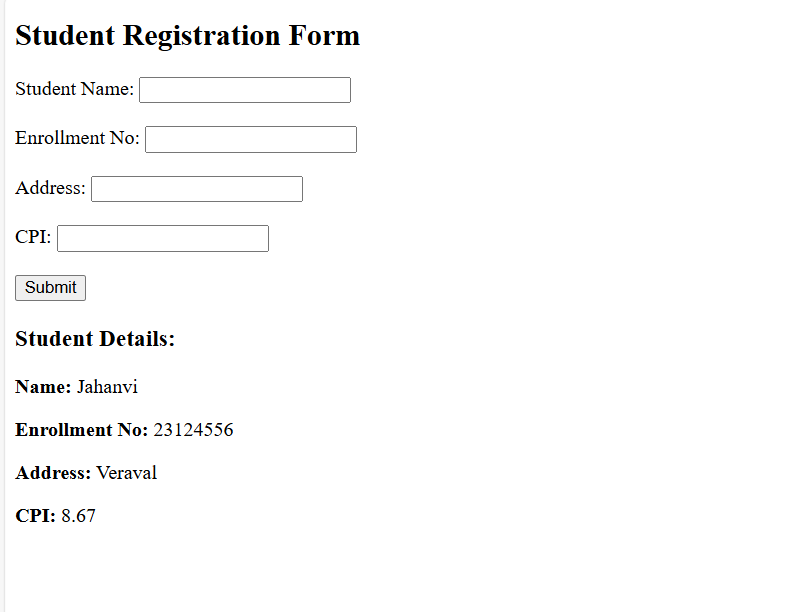 Student Registration Form
Student Name:
Enrollment No:
Address:
CPI:
Submit
Student Details:
Name: Jahanvi
Enrollment No: 23124556
Address: Veraval
CPI: 8.67